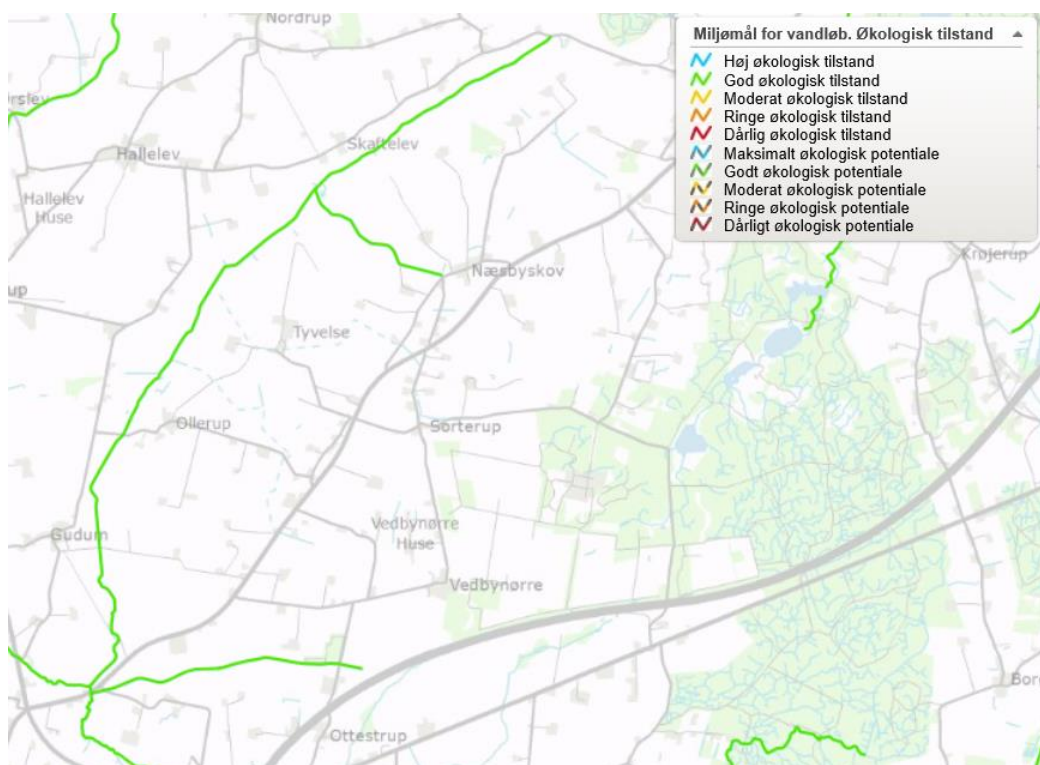 Nordrup
Miljømål for vandløb. Økologisk tilstand
Høj økologisk tilstand
God økologisk tilstand
Moderat økologisk tilstand
Ringe økologisk tilstand
Dårlig økologisk tilstand
Maksimalt økologisk potentiale
Godt økologisk potentiale
Moderat økologisk potentiale
Ringe økologisk potentiale
Dårligt økologisk potentiale
Skaftelev
Hallelev
Hallelev
Huse
Krøjerup
Næsbyskov
Tyvelse
Ollerup
Sorterup
Vedbynørre
Huse
Gudum
Vedbynørre
Ottestrup